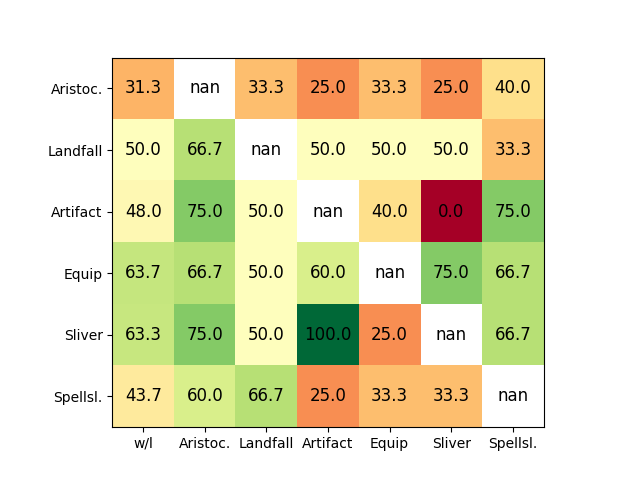 Aristoc. 31.3 nan 33.3 25.0 33.3 25.0 40.0
Landfall 50.0 66.7 nan 50.0 50.0 50.0 33.3
Artifact 48.0 75.0 50.0 nan 40.0 0.0 75.0
Equip 63.7 66.7 50.0 60.0 nan 75.0 66.7
Sliver 63.3 75.0 50.0 100.0 25.0 nan 66.7
Spellsl. 43.7 60.0 66.7 25.0 33.3 33.3 nan
w/l Aristoc. Landfall Artifact Equip Sliver Spellsl.